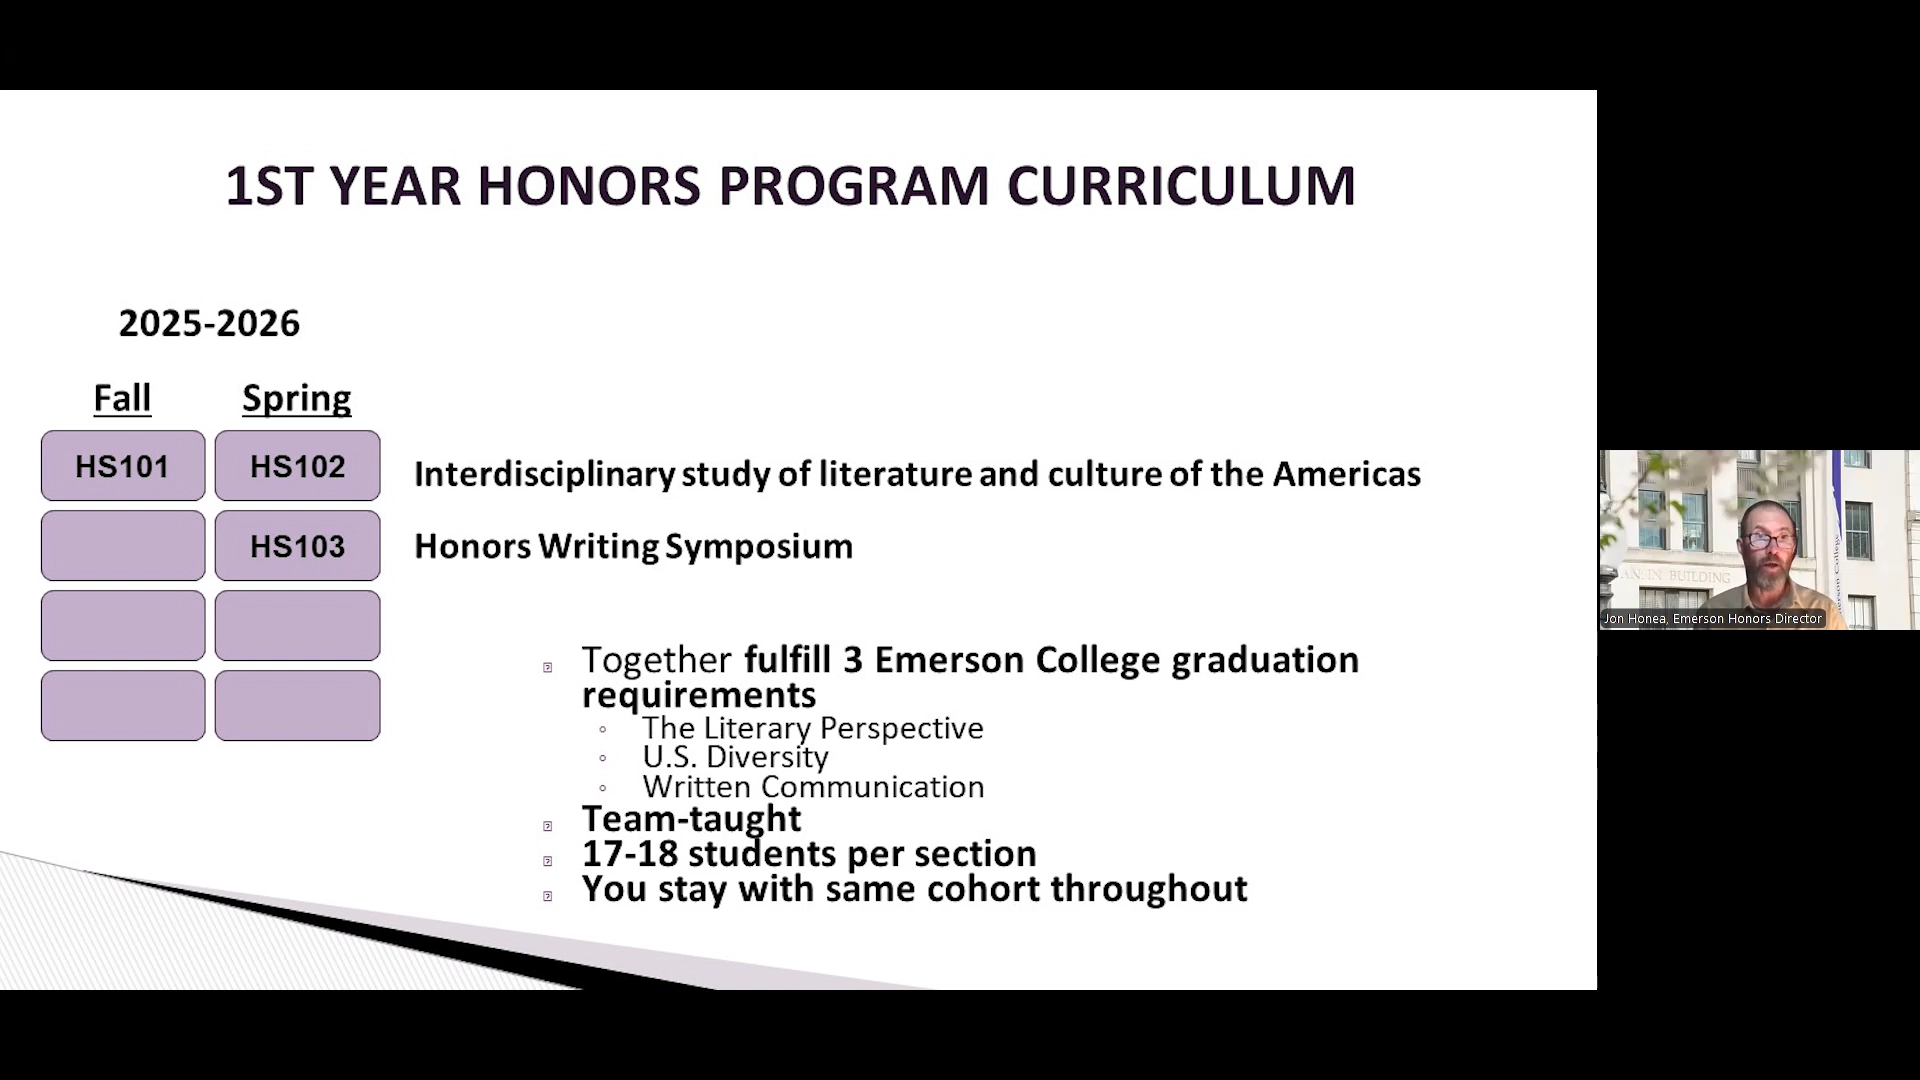 1ST YEAR HONORS PROGRAM CURRICULUM
2025-2026
Fall
Spring
HS101
HS102
Interdisciplinary study of literature and culture of the Americas
HS103
Honors Writing Symposium
Together fulfill 3 Emerson College graduation
requirements
The Literary Perspective
U.S. Diversity
Written Communication
Team-taught
17-18 students per section
You stay with same cohort throughout
BUILDING
Jon Honea, Emerson Honors Director